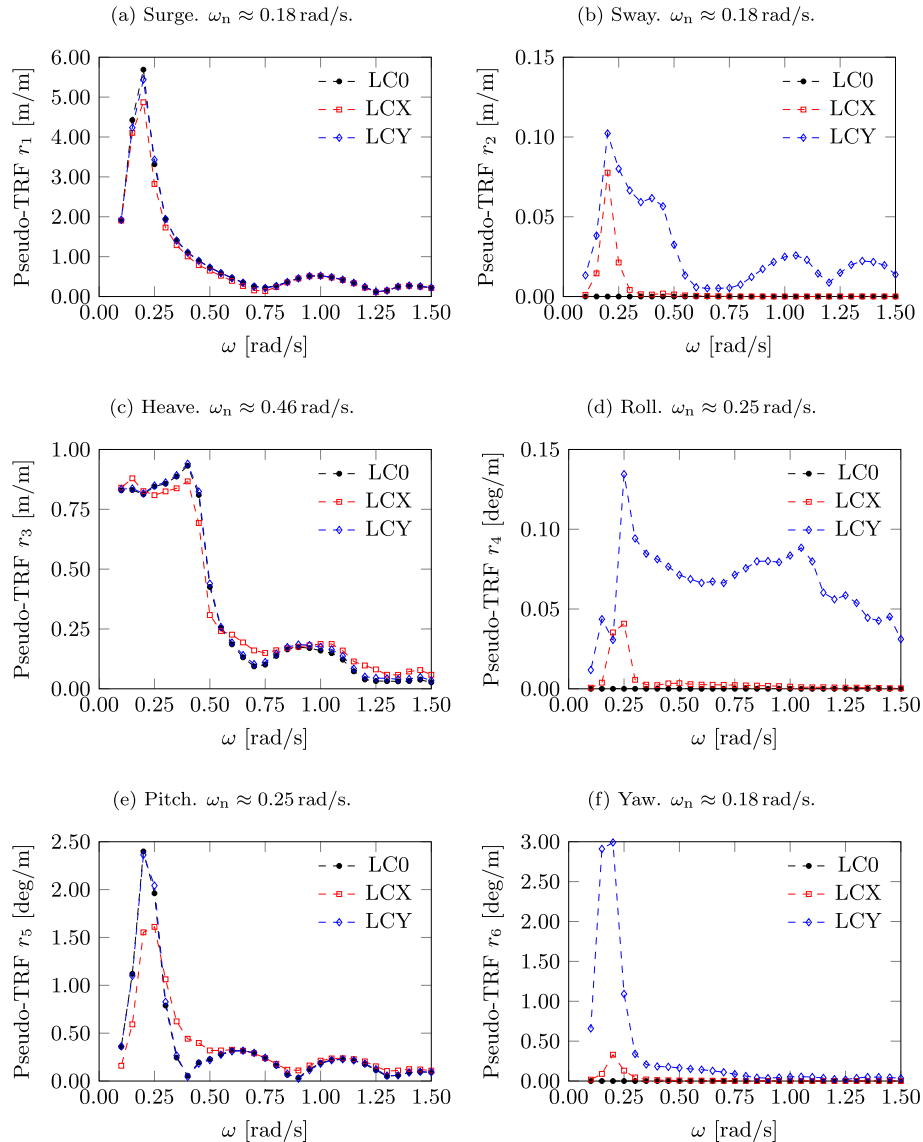 (a) Surge. ωn ≈ 0.18 rad/s.
Pseudo-TRF r1 [m/m]
6.00
5.00
4.00
3.00
2.00
1.00
0.00
LC0
LCX
LCY
0.00 0.25 0.50 0.75 1.00 1.25 1.50
ω [rad/s]
(b) Sway. ωn ≈ 0.18 rad/s.
Pseudo-TRF r2 [m/m]
0.15
0.10
0.05
0.00
LC0
LCX
LCY
0.00 0.25 0.50 0.75 1.00 1.25 1.50
ω [rad/s]
(c) Heave. ωn ≈ 0.46 rad/s.
Pseudo-TRF r3 [m/m]
1.00
0.75
0.50
0.25
0.00
LC0
LCX
LCY
0.00 0.25 0.50 0.75 1.00 1.25 1.50
ω [rad/s]
(d) Roll. ωn ≈ 0.25 rad/s.
Pseudo-TRF r4 [deg/m]
0.15
0.10
0.05
0.00
LC0
LCX
LCY
0.00 0.25 0.50 0.75 1.00 1.25 1.50
ω [rad/s]
(e) Pitch. ωn ≈ 0.25 rad/s.
Pseudo-TRF r5 [deg/m]
2.50
2.00
1.50
1.00
0.50
0.00
LC0
LCX
LCY
0.00 0.25 0.50 0.75 1.00 1.25 1.50
ω [rad/s]
(f) Yaw. ωn ≈ 0.18 rad/s.
Pseudo-TRF r6 [deg/m]
3.00
2.50
2.00
1.50
1.00
0.50
0.00
LC0
LCX
LCY
0.00 0.25 0.50 0.75 1.00 1.25 1.50
ω [rad/s]